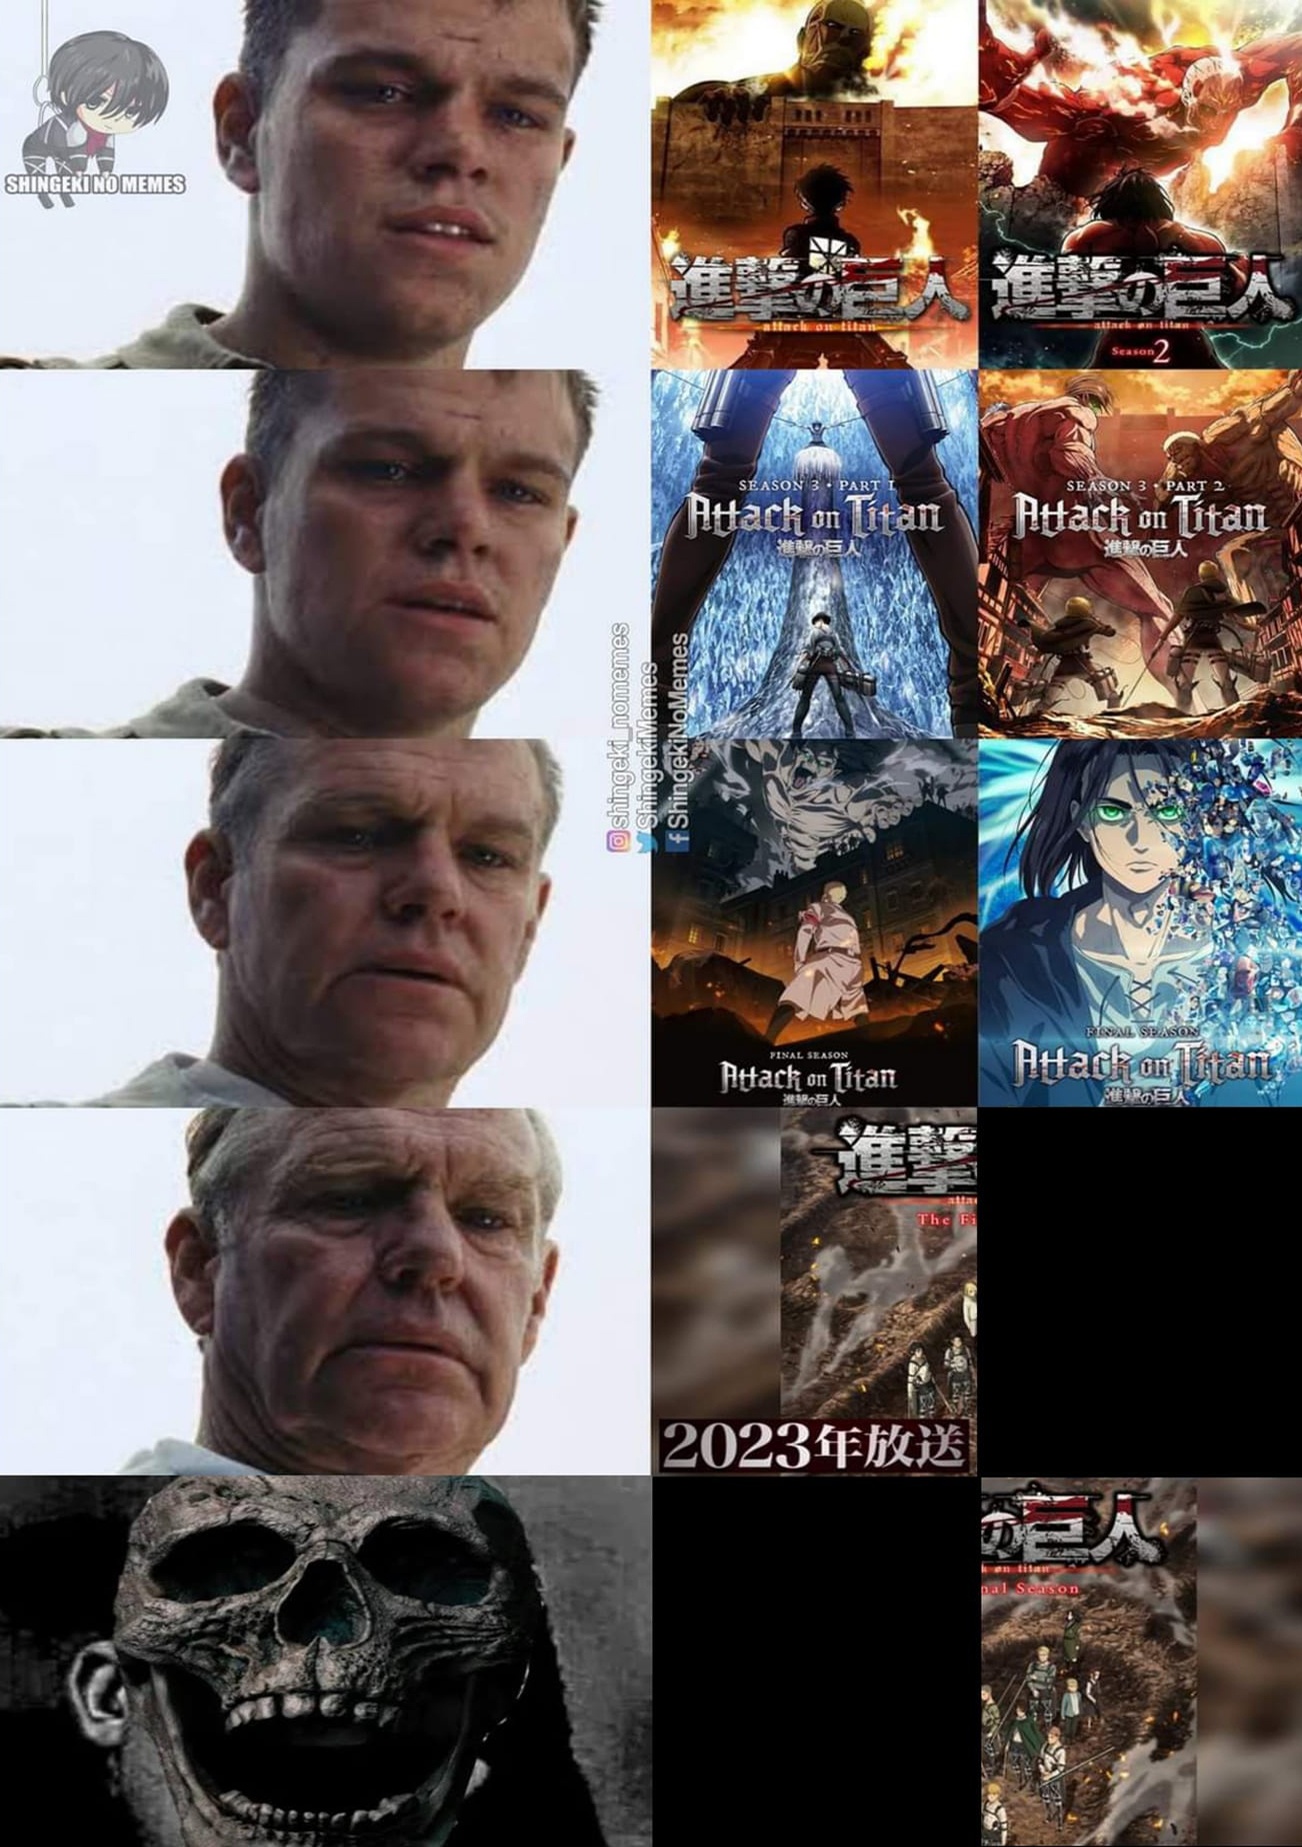 SHINGEKI NO MEMES
進撃の巨人
attack on titan
進撃の巨人
attack on titan
Season 2
SEASON 3 • PART 1
Attack on Titan
進撃の巨人
SEASON 3 • PART 2
Attack on Titan
進撃の巨人
shingeki_nomemes
ShingekiMemes
ShingekiNoMemes
FINAL SEASON
Attack on Titan
進撃の巨人
FINAL SEASON
Attack on Titan
進撃の巨人
進撃
attac
The Fi
2023年放送
の巨人
k on titan
nal Season